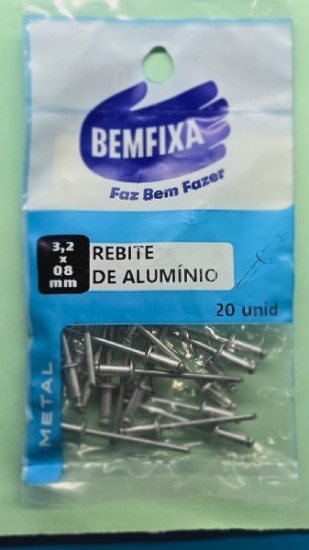 BEMFIXA
Faz Bem Fazer
3,2
x
08
mm
REBITE
DE ALUMÍNIO
20 unid
METAL